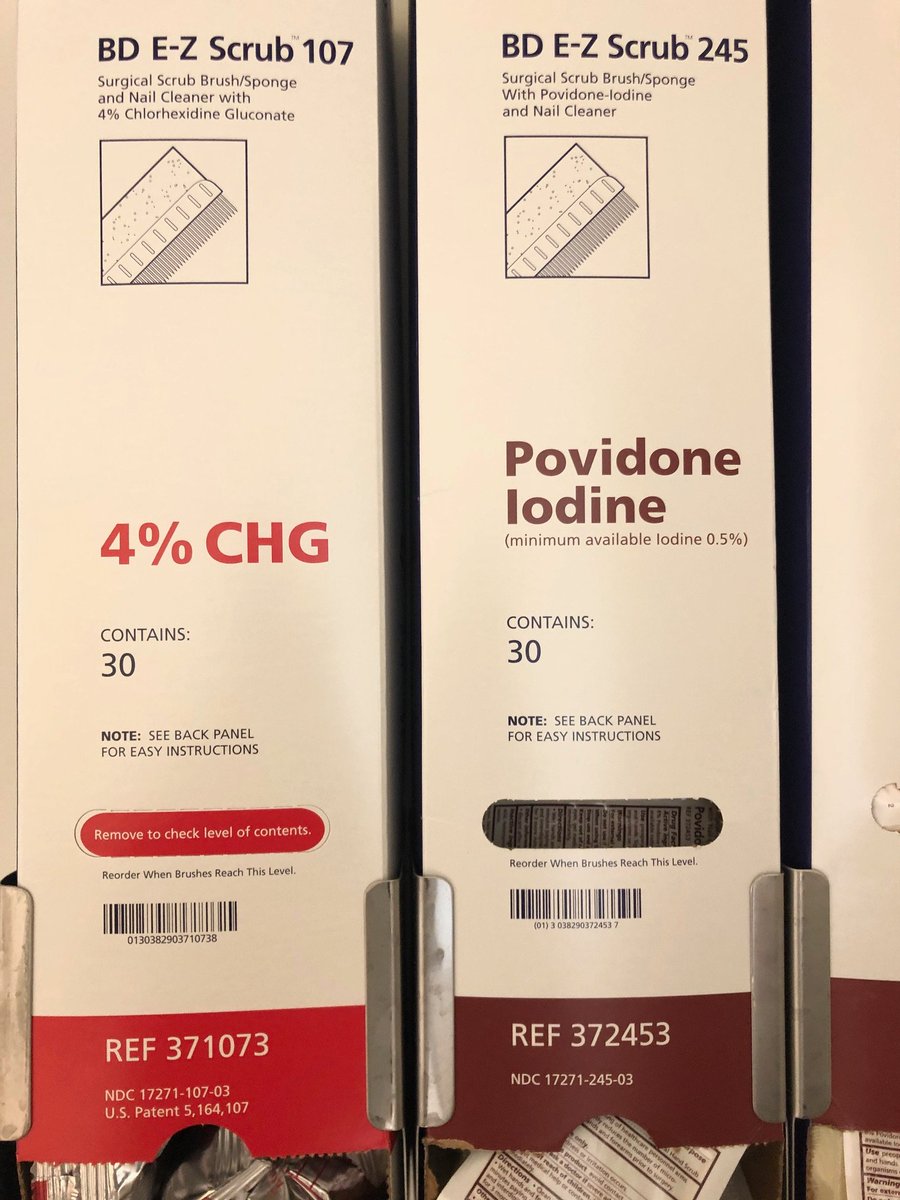 BD E-Z Scrub™ 107
Surgical Scrub Brush/Sponge
and Nail Cleaner with
4% Chlorhexidine Gluconate
4% CHG
CONTAINS:
30
NOTE: SEE BACK PANEL
FOR EASY INSTRUCTIONS
Remove to check level of contents.
Reorder When Brushes Reach This Level.
0130382903710738
REF 371073
NDC 17271-107-03
U.S. Patent 5,164,107
BD E-Z Scrub™ 245
Surgical Scrub Brush/Sponge
With Povidone-Iodine
and Nail Cleaner
Povidone
Iodine
(minimum available Iodine 0.5%)
CONTAINS:
30
NOTE: SEE BACK PANEL
FOR EASY INSTRUCTIONS
Reorder When Brushes Reach This Level.
(01) 3 038290372453 7
REF 372453
NDC 17271-245-03
Directions
2